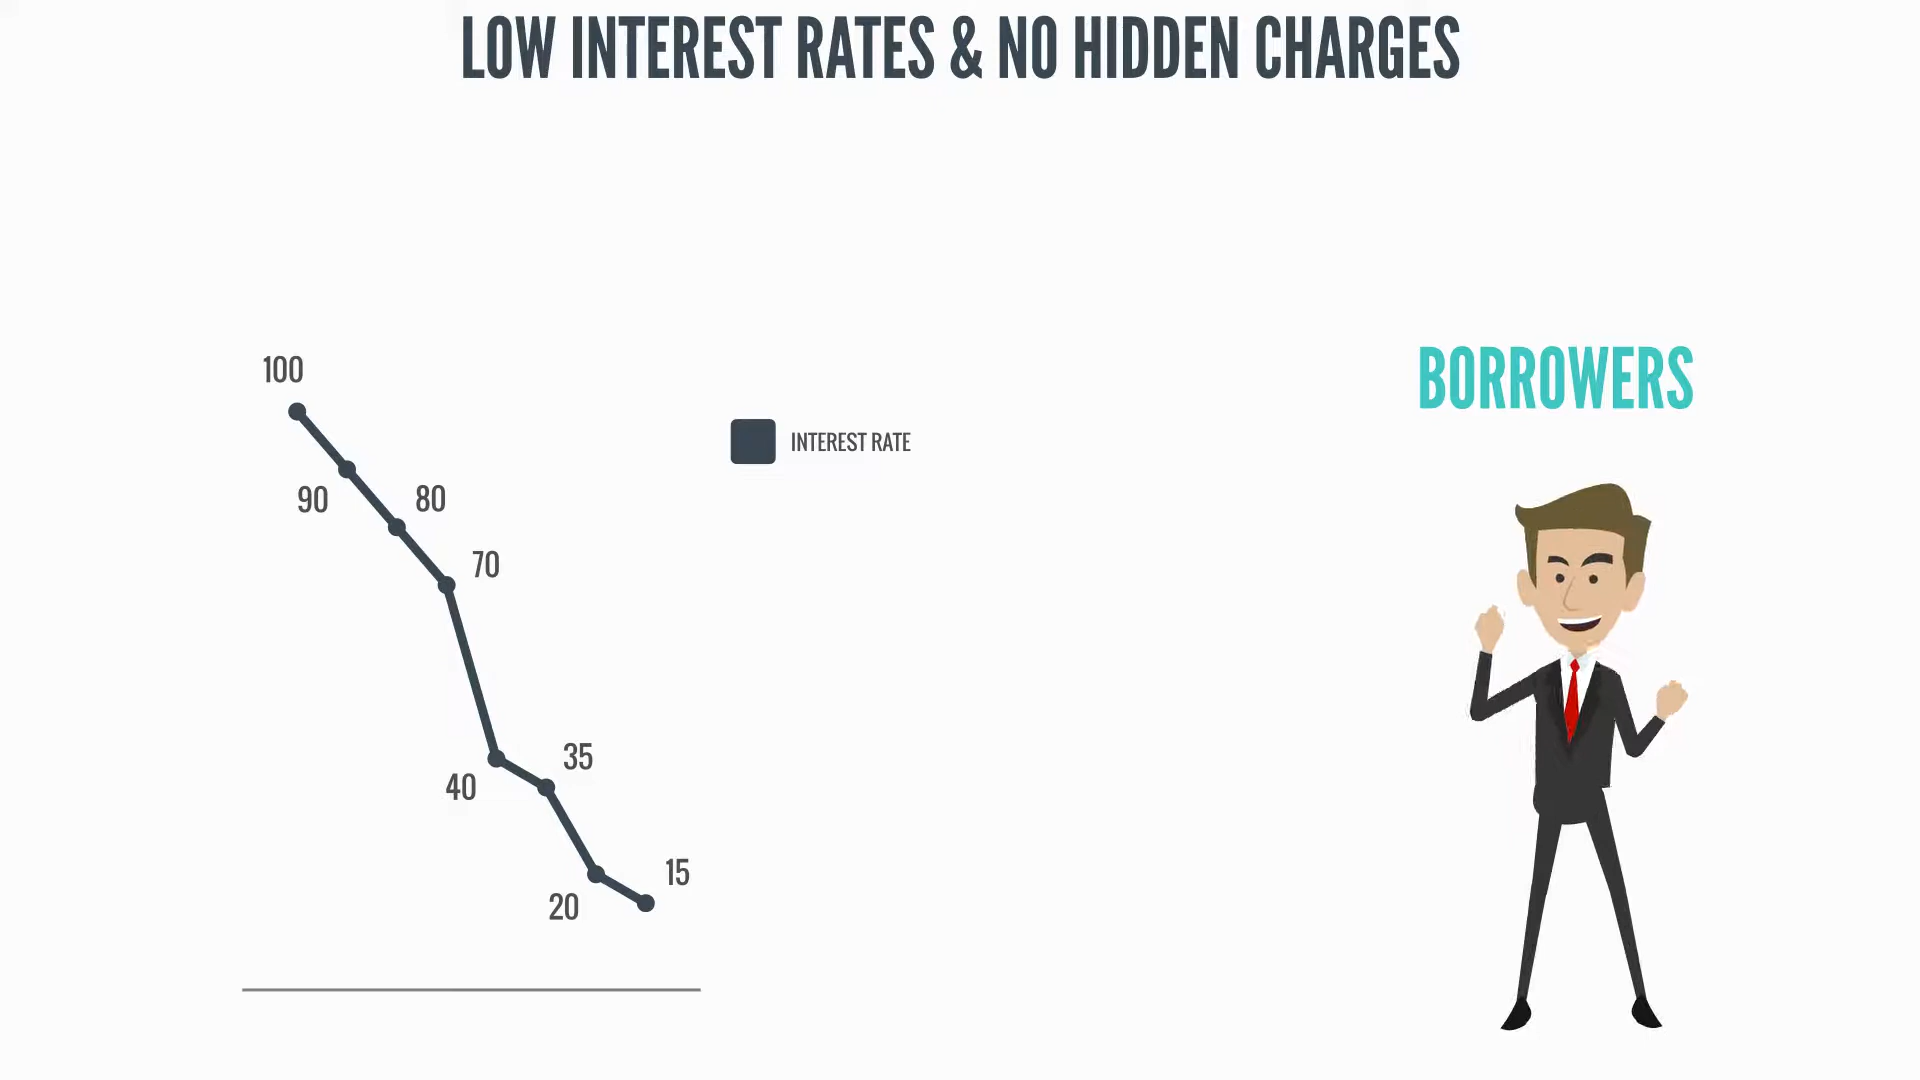 LOW INTEREST RATES & NO HIDDEN CHARGES
100
90
80
70
40
35
20
15
INTEREST RATE
BORROWERS